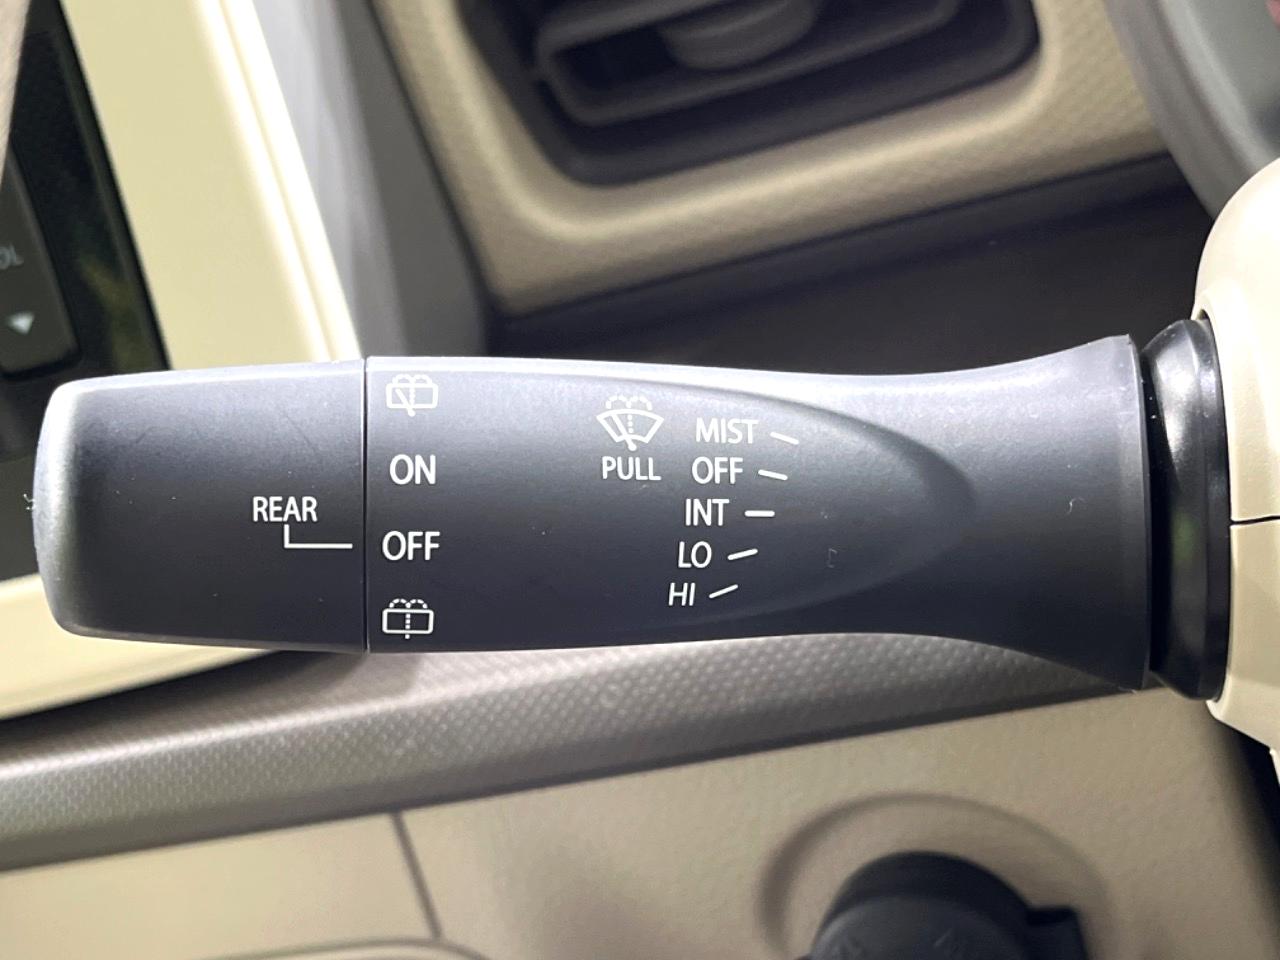 ON
REAR
OFF
PULL
MIST
OFF
INT
LO
HI